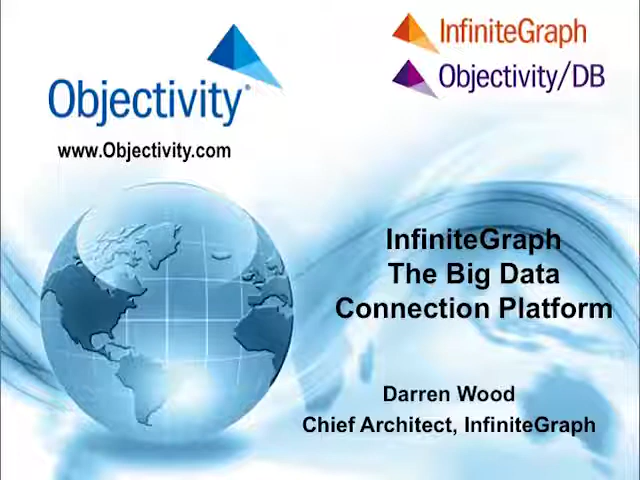 Objectivity®
www.Objectivity.com
InfiniteGraph
Objectivity/DB
InfiniteGraph
The Big Data
Connection Platform
Darren Wood
Chief Architect, InfiniteGraph